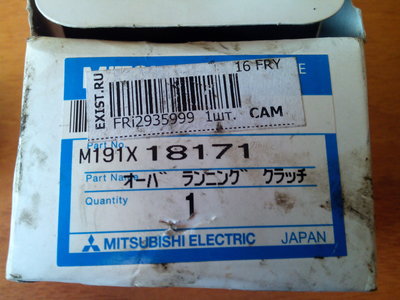 16 FRY
EXIST.RU
FRi2935999 1шт. CAM
Part No
M191X 18171
Part Name オーバ ランニング クラッチ
Quantity 1
MITSUBISHI ELECTRIC JAPAN